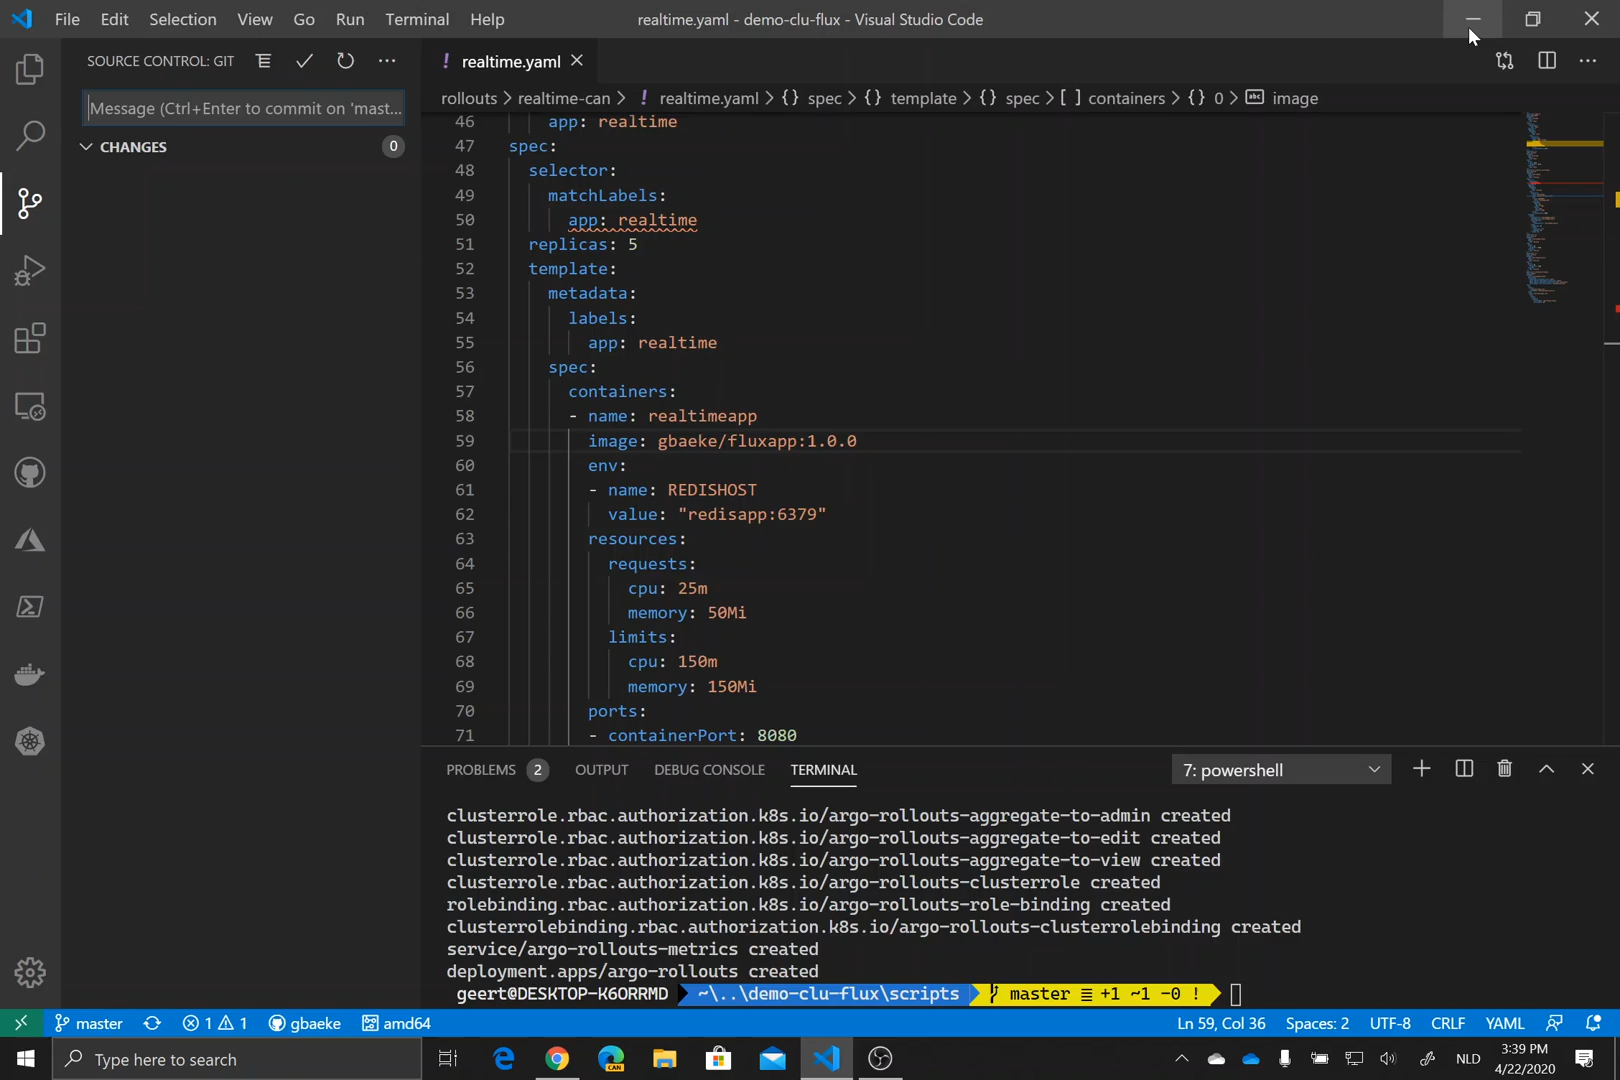 File Edit Selection View Go Run Terminal Help
realtime.yaml - demo-clu-flux - Visual Studio Code
SOURCE CONTROL: GIT
! realtime.yaml
Message (Ctrl+Enter to commit on 'mast...
rollouts > realtime-can > ! realtime.yaml > {} spec > {} template > {} spec > [ ] containers > {} 0 > abc image
CHANGES 0
46 app: realtime
47 spec:
48 selector:
49 matchLabels:
50 app: realtime
51 replicas: 5
52 template:
53 metadata:
54 labels:
55 app: realtime
56 spec:
57 containers:
58 - name: realtimeapp
59 image: gbaeke/fluxapp:1.0.0
60 env:
61 - name: REDISHOST
62 value: "redisapp:6379"
63 resources:
64 requests:
65 cpu: 25m
66 memory: 50Mi
67 limits:
68 cpu: 150m
69 memory: 150Mi
70 ports:
71 - containerPort: 8080
PROBLEMS 2 OUTPUT DEBUG CONSOLE TERMINAL 7: powershell
clusterrole.rbac.authorization.k8s.io/argo-rollouts-aggregate-to-admin created
clusterrole.rbac.authorization.k8s.io/argo-rollouts-aggregate-to-edit created
clusterrole.rbac.authorization.k8s.io/argo-rollouts-aggregate-to-view created
clusterrole.rbac.authorization.k8s.io/argo-rollouts-clusterrole created
rolebinding.rbac.authorization.k8s.io/argo-rollouts-role-binding created
clusterrolebinding.rbac.authorization.k8s.io/argo-rollouts-clusterrolebinding created
service/argo-rollouts-metrics created
deployment.apps/argo-rollouts created
geert@DESKTOP-K6ORRMD ~\..\demo-clu-flux\scripts master ≡ +1 ~1 -0 !
master 1 1 gbaeke amd64
Ln 59, Col 36 Spaces: 2 UTF-8 CRLF YAML
Type here to search
CAN
NLD
3:39 PM
4/22/2020